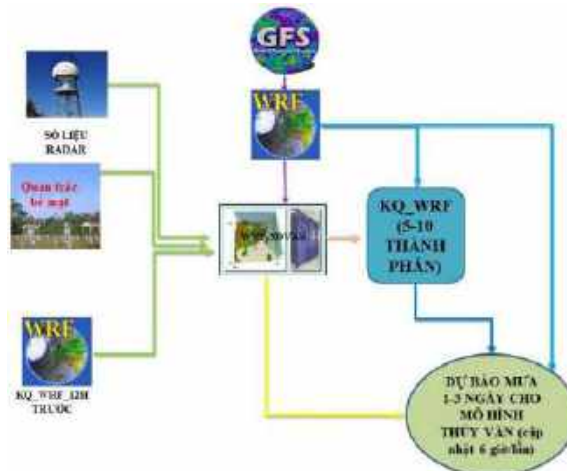 GFS
WRF
SỐ LIỆU
RADAR
Quan trắc
bề mặt
KQ_WRF
(5-10
THÀNH
PHẦN)
WRF
KQ_WRF_12H
TRƯỚC
DỰ BÁO MƯA
1-3 NGÀY CHO
MÔ HÌNH
THỦY VĂN (cập
nhật 6 giờ/lần)